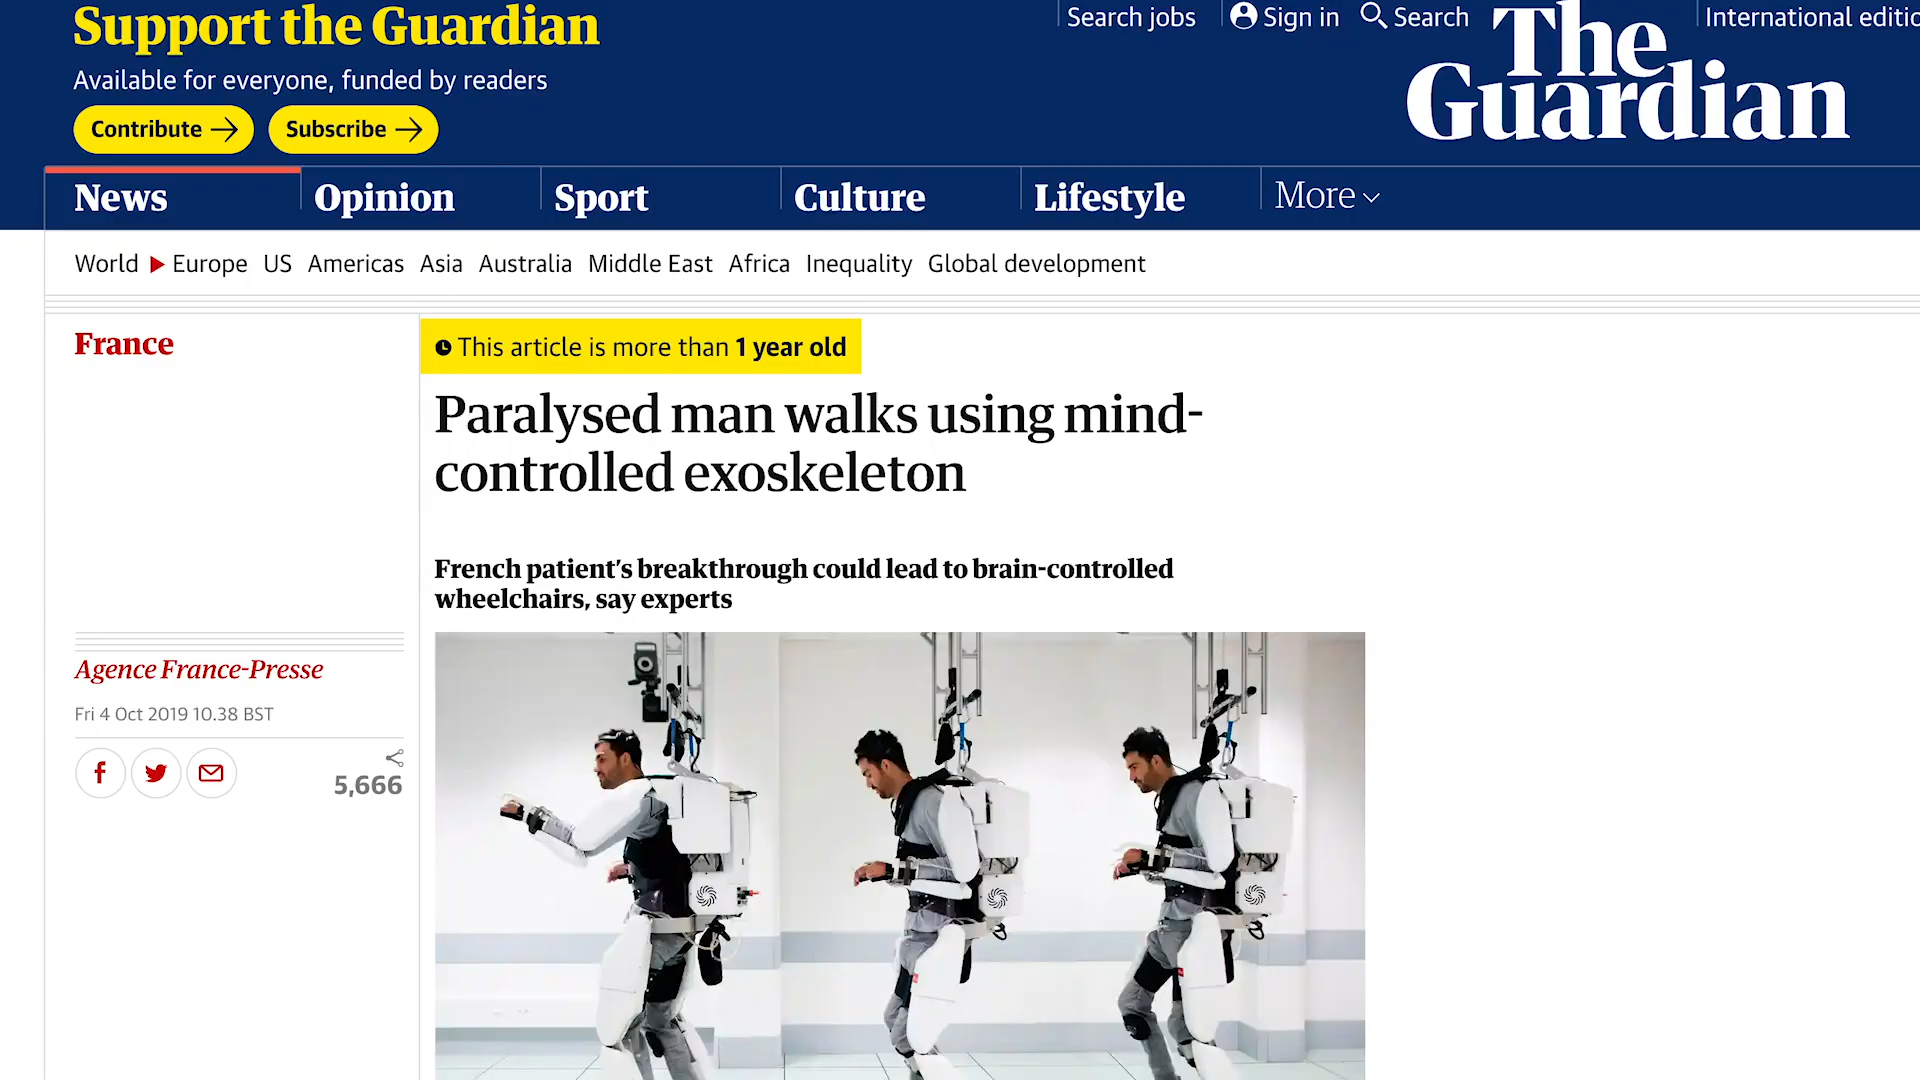 Support the Guardian
Available for everyone, funded by readers
Contribute
Subscribe
Search jobs
Sign in
Search
International editio
The
Guardian
News
Opinion
Sport
Culture
Lifestyle
More
World
Europe
US
Americas
Asia
Australia
Middle East
Africa
Inequality
Global development
France
This article is more than 1 year old
Paralysed man walks using mind-
controlled exoskeleton
French patient's breakthrough could lead to brain-controlled
wheelchairs, say experts
Agence France-Presse
Fri 4 Oct 2019 10.38 BST
5,666